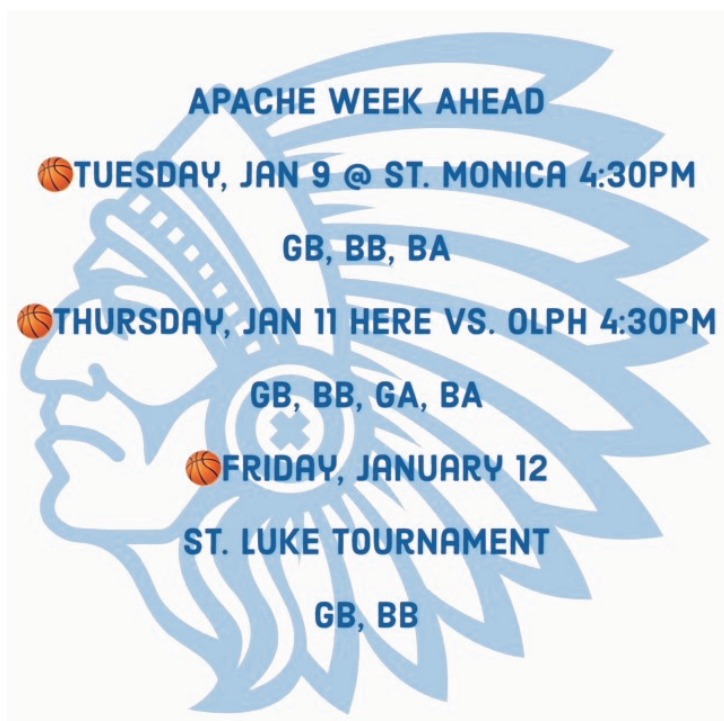 APACHE WEEK AHEAD
🏀TUESDAY, JAN 9 @ ST. MONICA 4:30PM
GB, BB, BA
🏀THURSDAY, JAN 11 HERE VS. OLPH 4:30PM
GB, BB, GA, BA
🏀FRIDAY, JANUARY 12
ST. LUKE TOURNAMENT
GB, BB